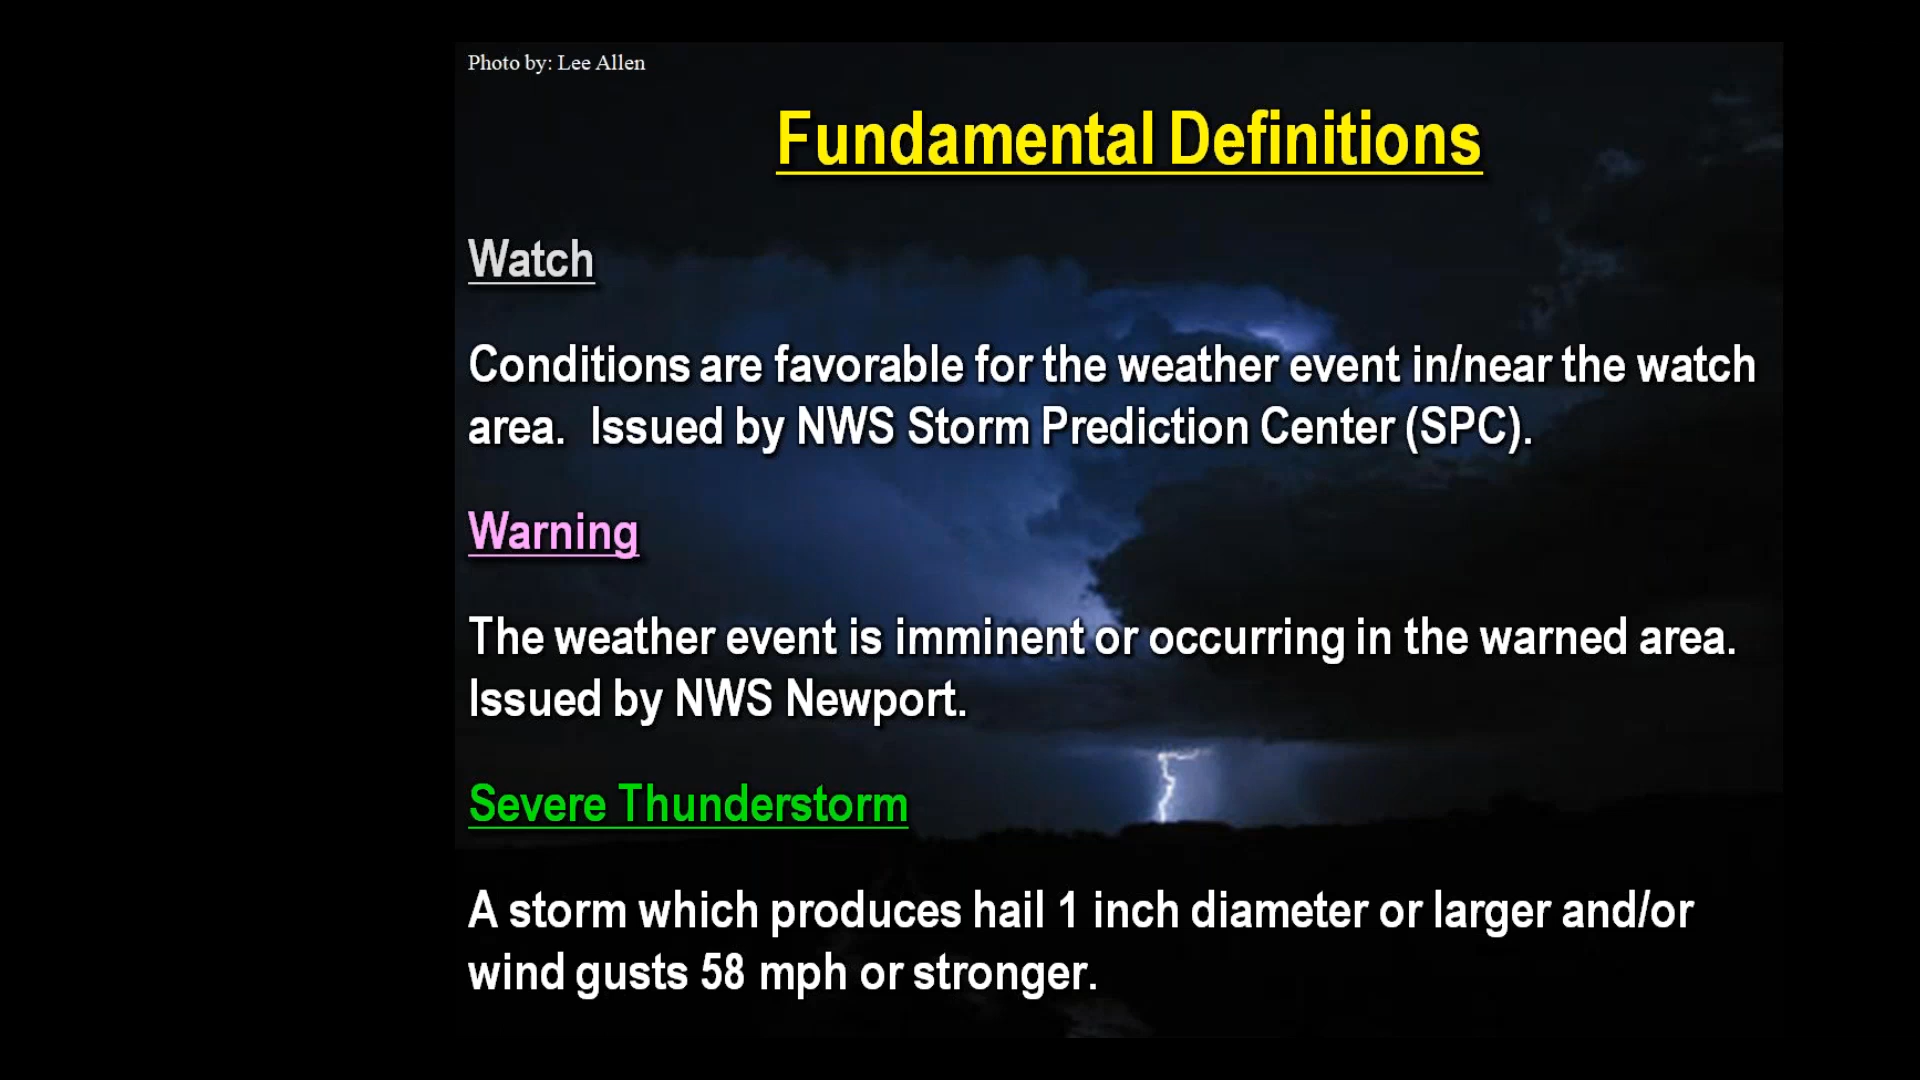 Photo by: Lee Allen
Fundamental Definitions
Watch
Conditions are favorable for the weather event in/near the watch
area.  Issued by NWS Storm Prediction Center (SPC).
Warning
The weather event is imminent or occurring in the warned area.
Issued by NWS Newport.
Severe Thunderstorm
A storm which produces hail 1 inch diameter or larger and/or
wind gusts 58 mph or stronger.